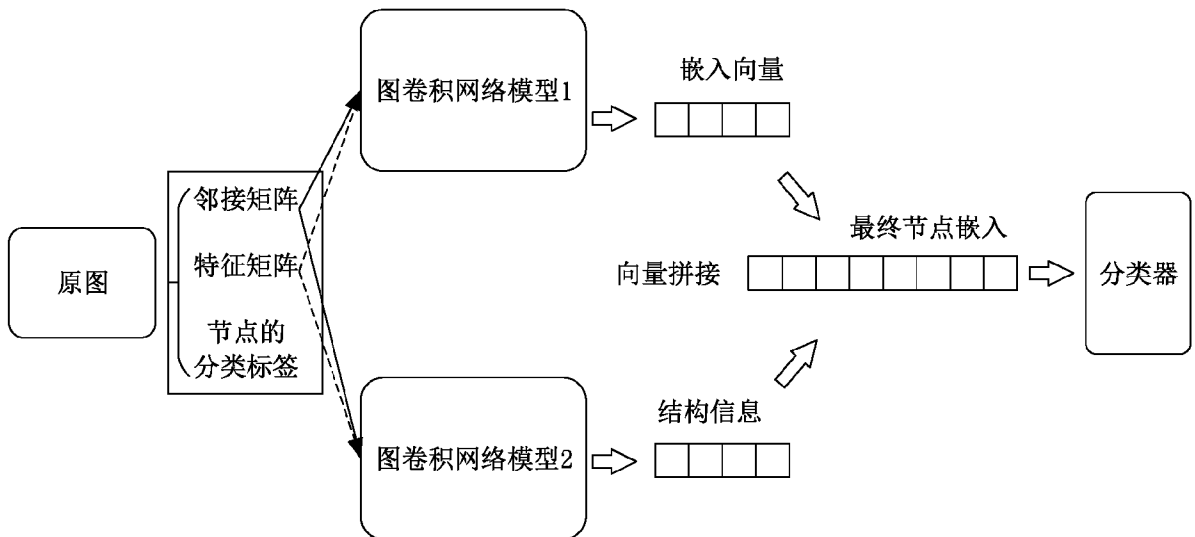 原图
邻接矩阵
特征矩阵
节点的
分类标签
图卷积网络模型1
图卷积网络模型2
嵌入向量
结构信息
向量拼接
最终节点嵌入
分类器